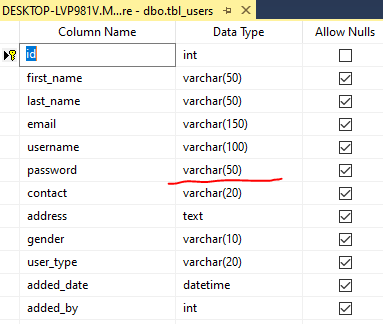 DESKTOP-LVP981V.M...re - dbo.tbl_users
Column Name Data Type Allow Nulls
id int
first_name varchar(50)
last_name varchar(50)
email varchar(150)
username varchar(100)
password varchar(50)
contact varchar(20)
address text
gender varchar(10)
user_type varchar(20)
added_date datetime
added_by int